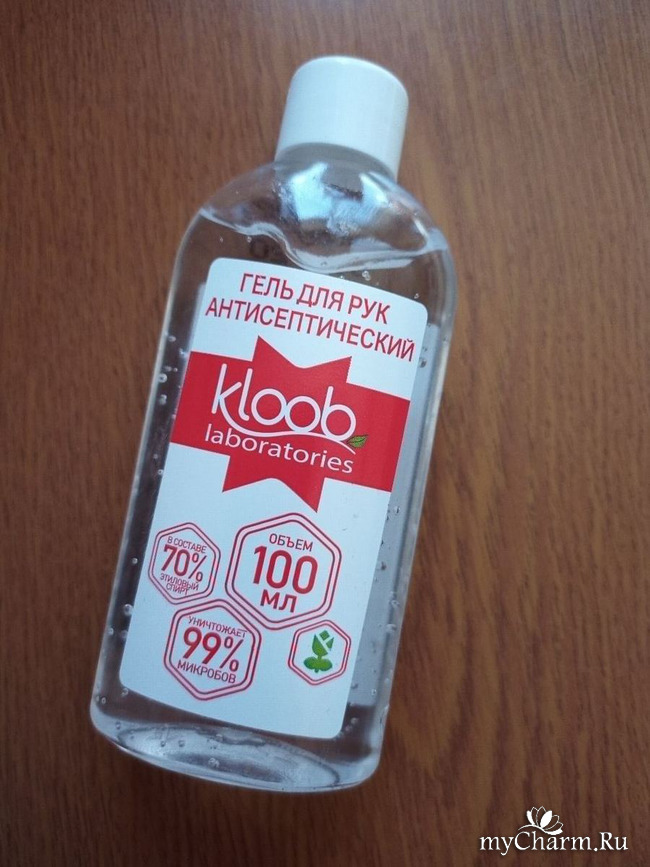 ГЕЛЬ ДЛЯ РУК
АНТИСЕПТИЧЕСКИЙ
kloob
laboratories
В СОСТАВЕ
70%
ЭТИЛОВЫЙ
СПИРТ
ОБЪЕМ
100
МЛ
УНИЧТОЖАЕТ
99%
МИКРОБОВ
myCharm.Ru